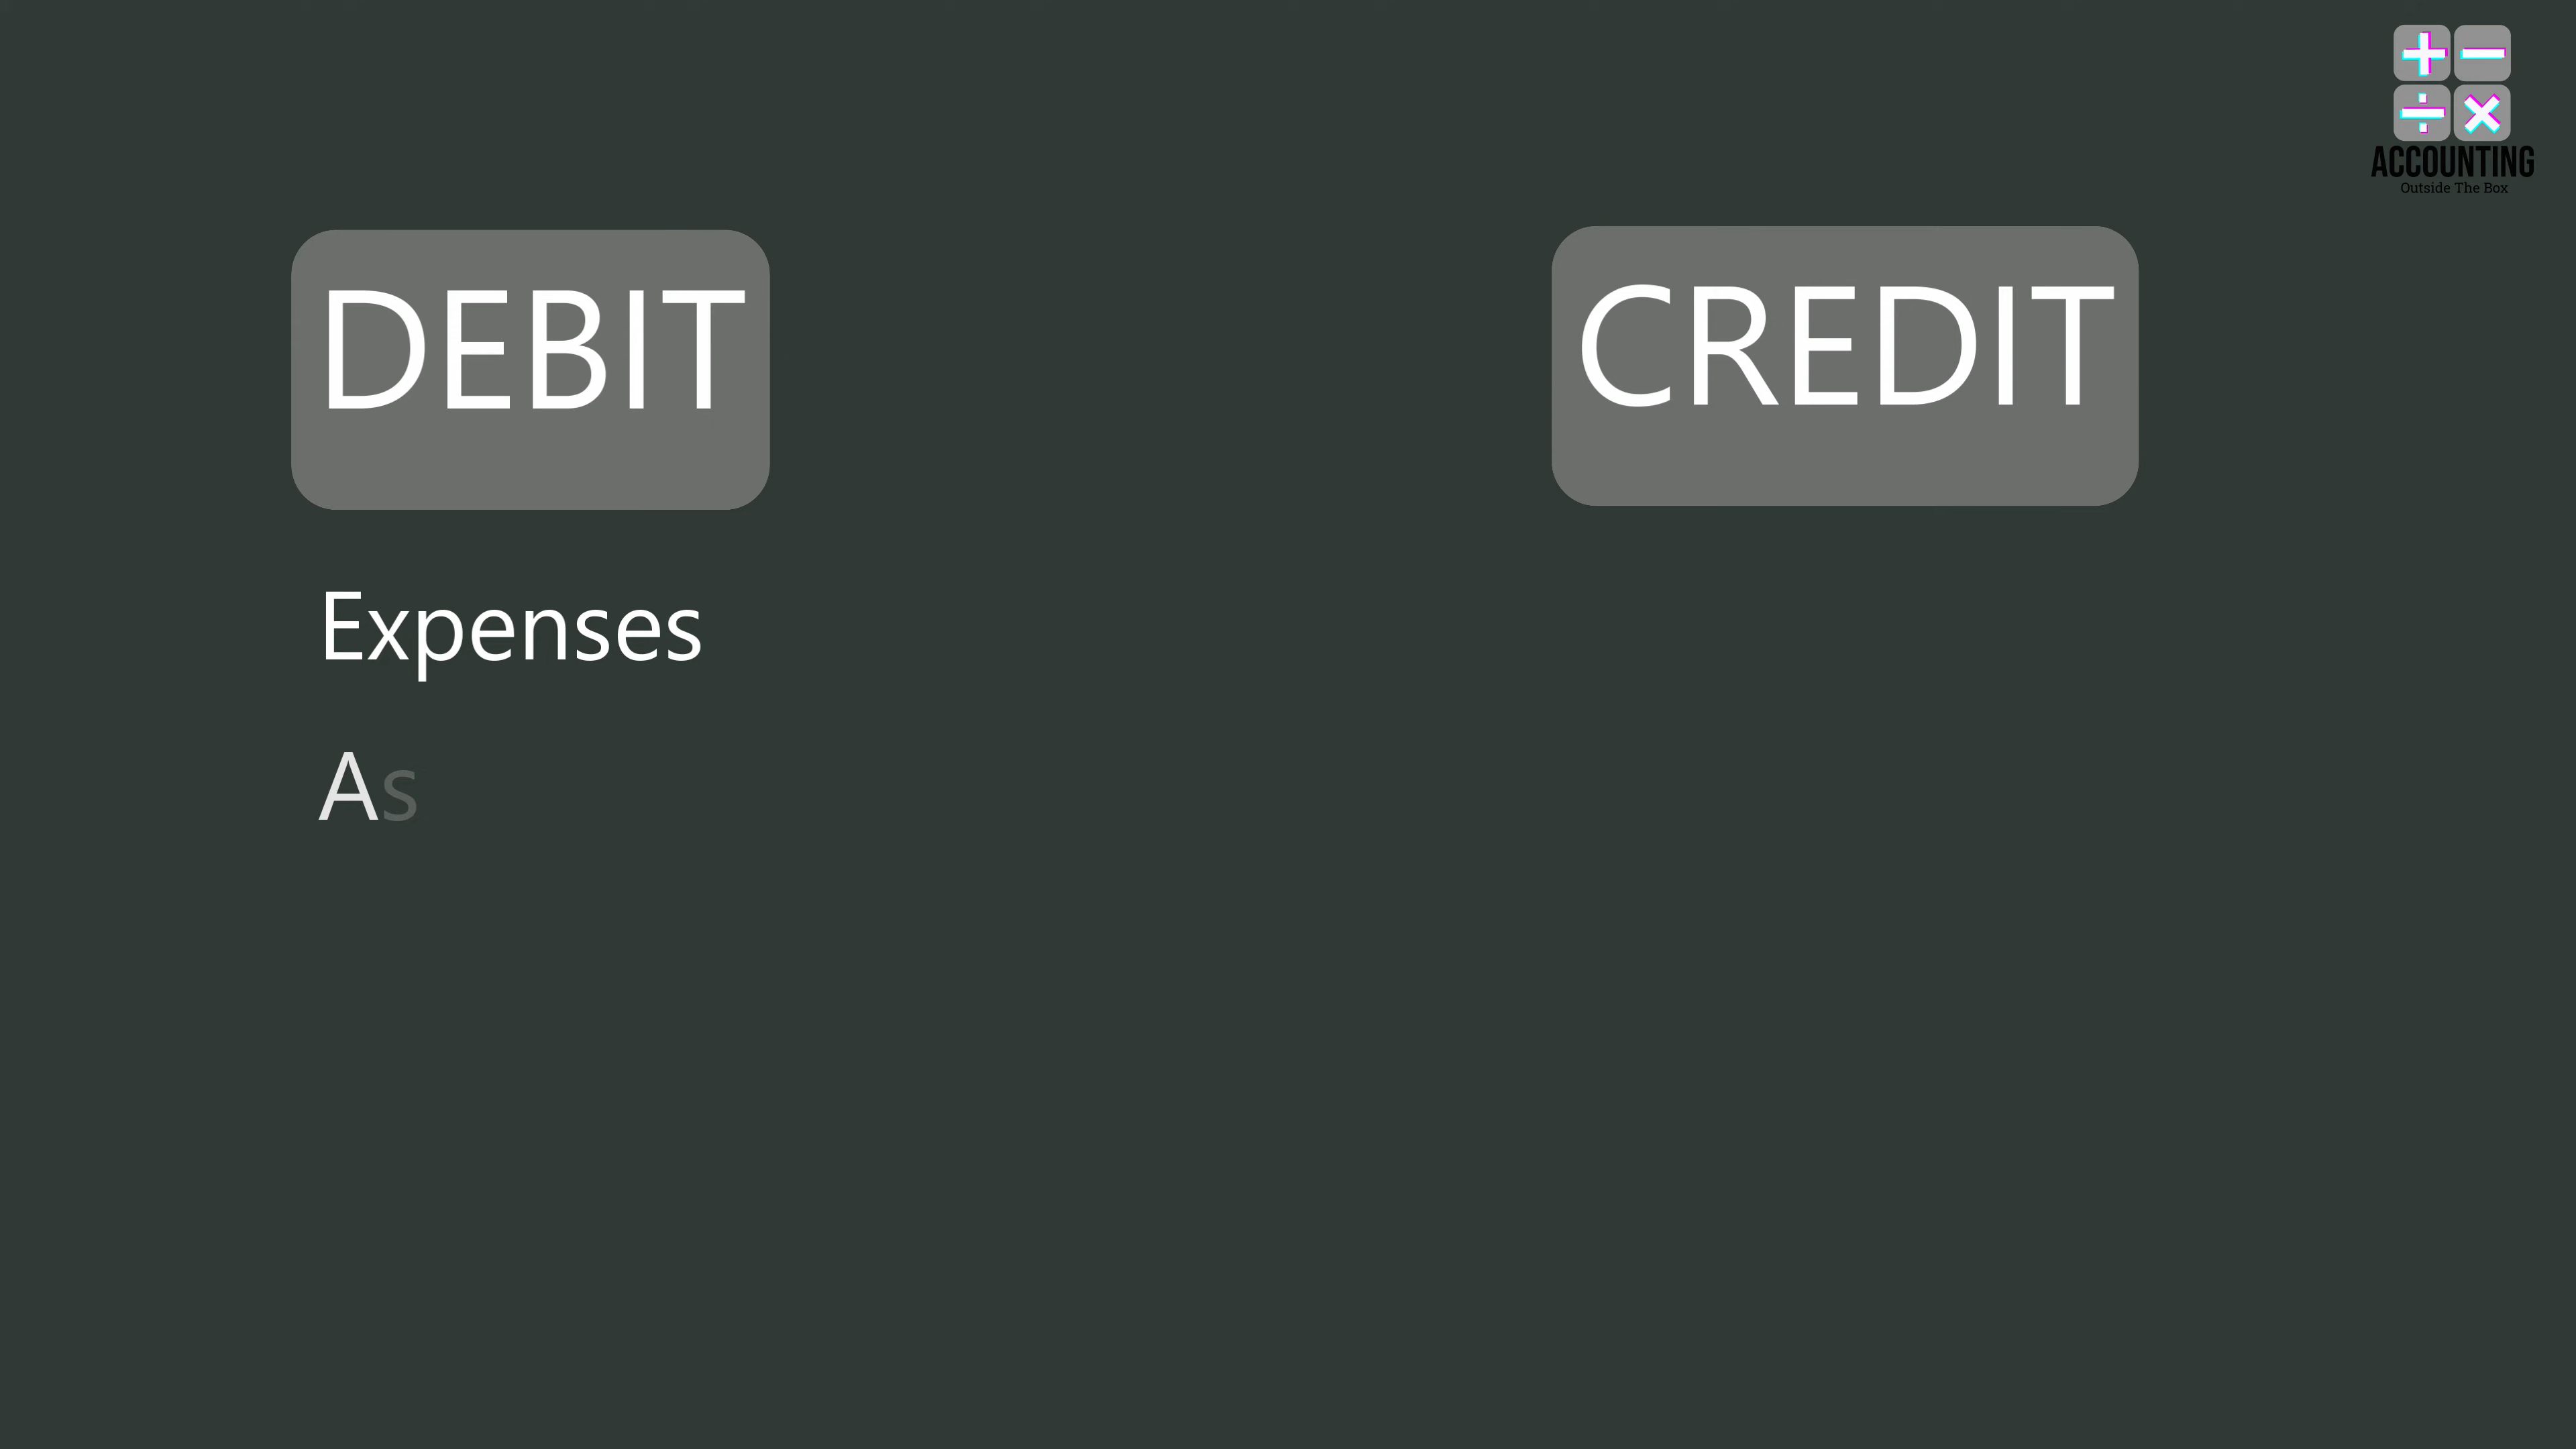 ACCOUNTING
Outside The Box
DEBIT
CREDIT
Expenses
As